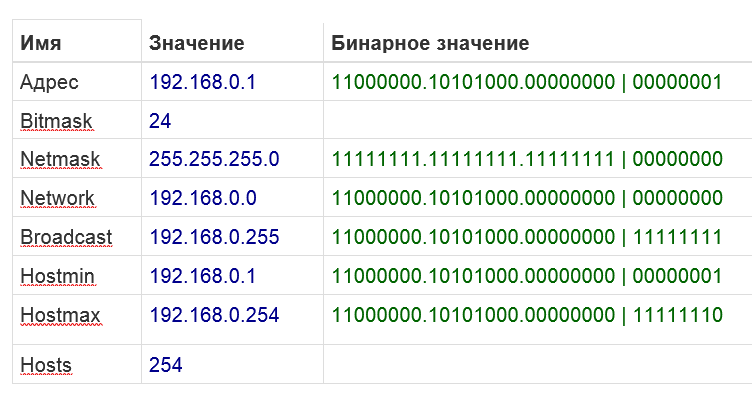 Имя Значение Бинарное значение
Адрес 192.168.0.1 11000000.10101000.00000000 | 00000001
Bitmask 24
Netmask 255.255.255.0 11111111.11111111.11111111 | 00000000
Network 192.168.0.0 11000000.10101000.00000000 | 00000000
Broadcast 192.168.0.255 11000000.10101000.00000000 | 11111111
Hostmin 192.168.0.1 11000000.10101000.00000000 | 00000001
Hostmax 192.168.0.254 11000000.10101000.00000000 | 11111110
Hosts 254